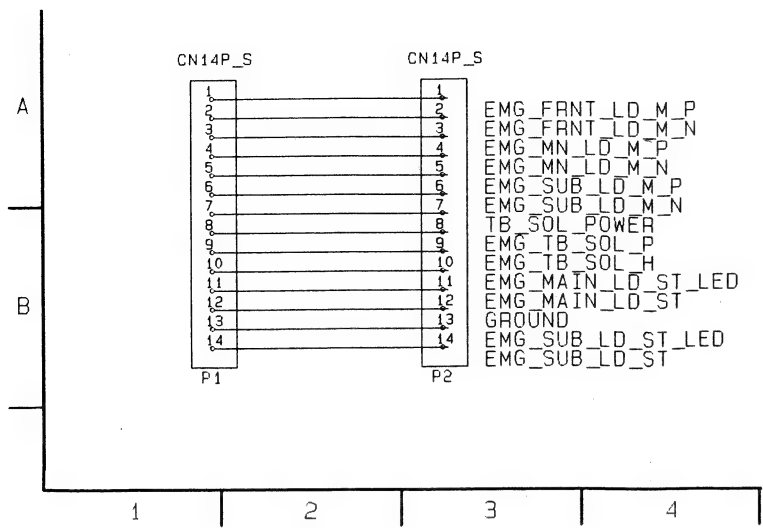 CN14P_S CN14P_S
A
1 1
2 2 EMG_FRNT_LD_M_P
3 3 EMG_FRNT_LD_M_N
4 4 EMG_MN_LD_M_P
5 5 EMG_MN_LD_M_N
6 6 EMG_SUB_LD_M_P
7 7 EMG_SUB_LD_M_N
8 8 TB_SOL_POWER
9 9 EMG_TB_SOL_P
10 10 EMG_TB_SOL_H
11 11 EMG_MAIN_LD_ST_LED
B
12 12 EMG_MAIN_LD_ST
13 13 GROUND
14 14 EMG_SUB_LD_ST_LED
EMG_SUB_LD_ST
P1 P2
1 2 3 4